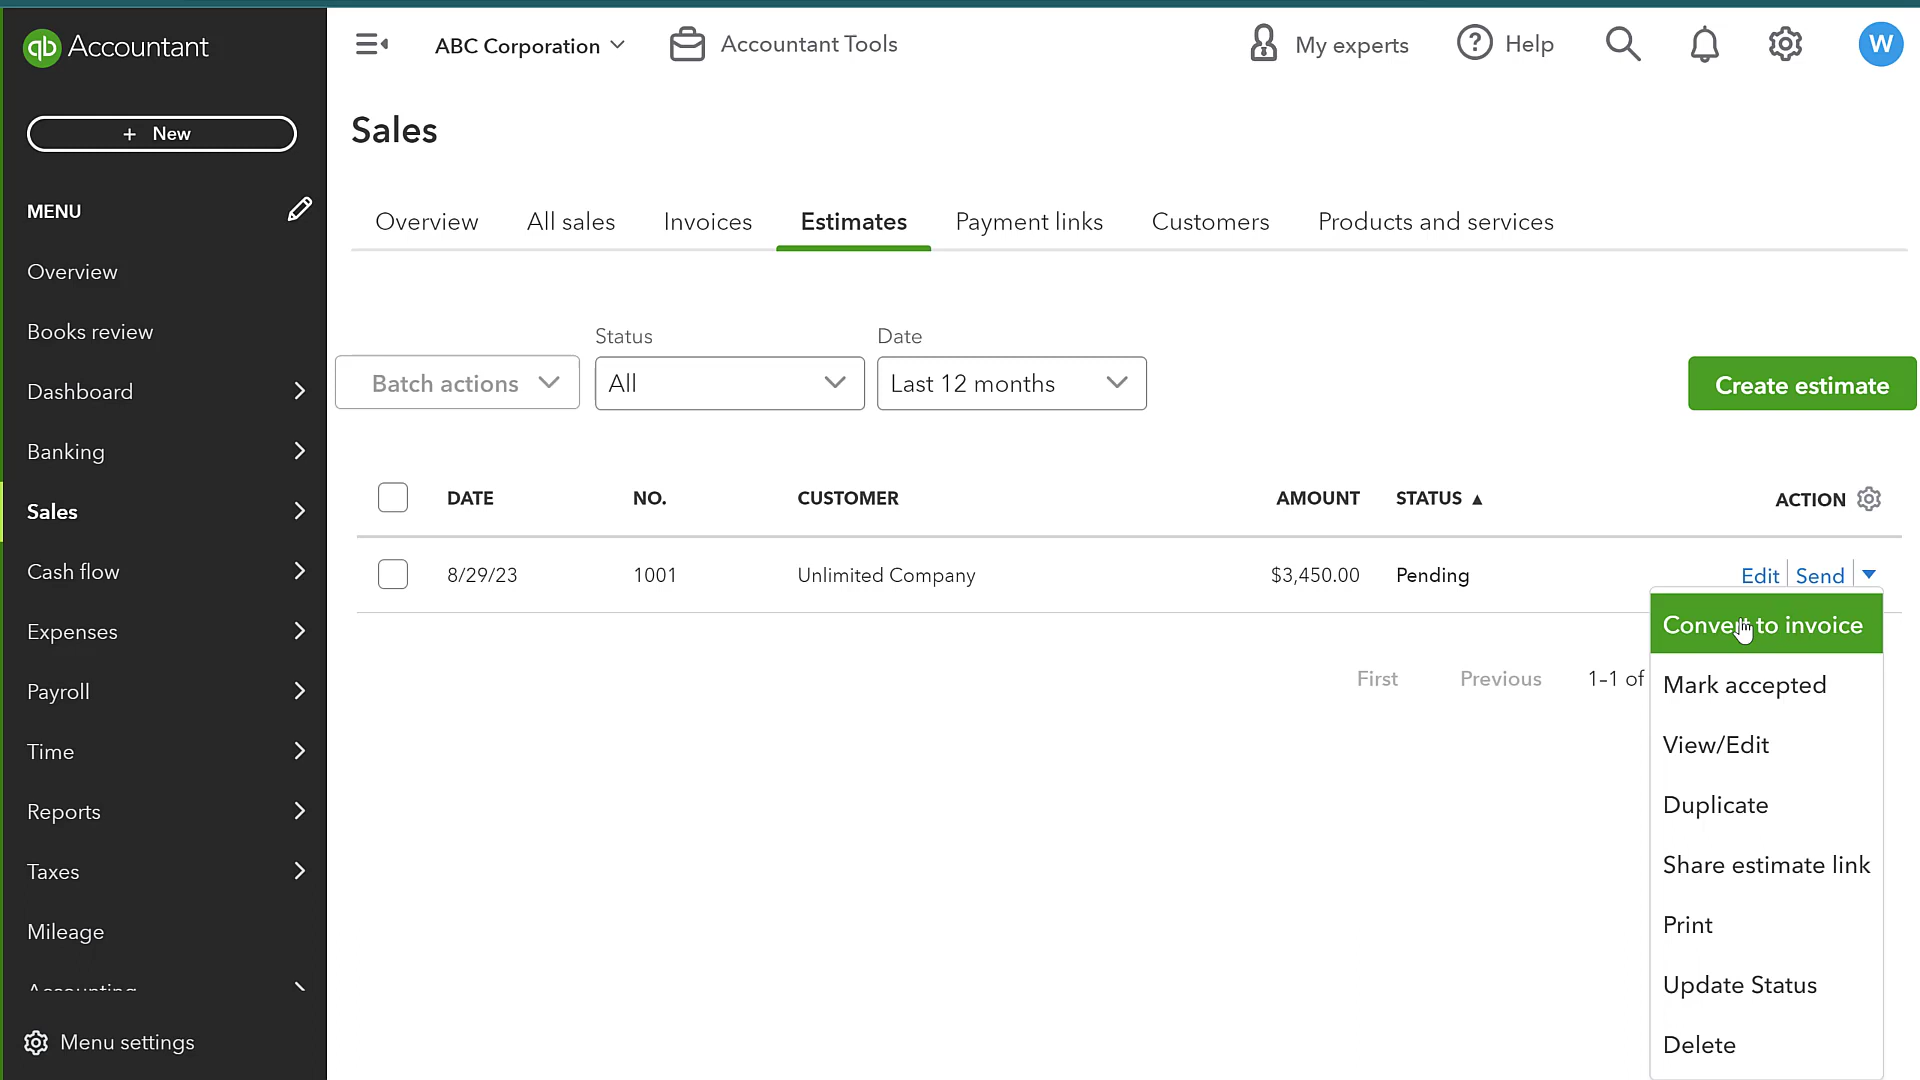 qb Accountant
ABC Corporation
Accountant Tools
My experts
Help
W
+ New
Sales
MENU
Overview
All sales
Invoices
Estimates
Payment links
Customers
Products and services
Overview
Books review
Dashboard
Banking
Sales
Cash flow
Expenses
Payroll
Time
Reports
Taxes
Mileage
Accounting
Menu settings
Status
Date
Batch actions
All
Last 12 months
Create estimate
DATE NO. CUSTOMER AMOUNT STATUS ▲ ACTION
8/29/23 1001 Unlimited Company $3,450.00 Pending Edit Send
First Previous 1-1 of
Convert to invoice
Mark accepted
View/Edit
Duplicate
Share estimate link
Print
Update Status
Delete